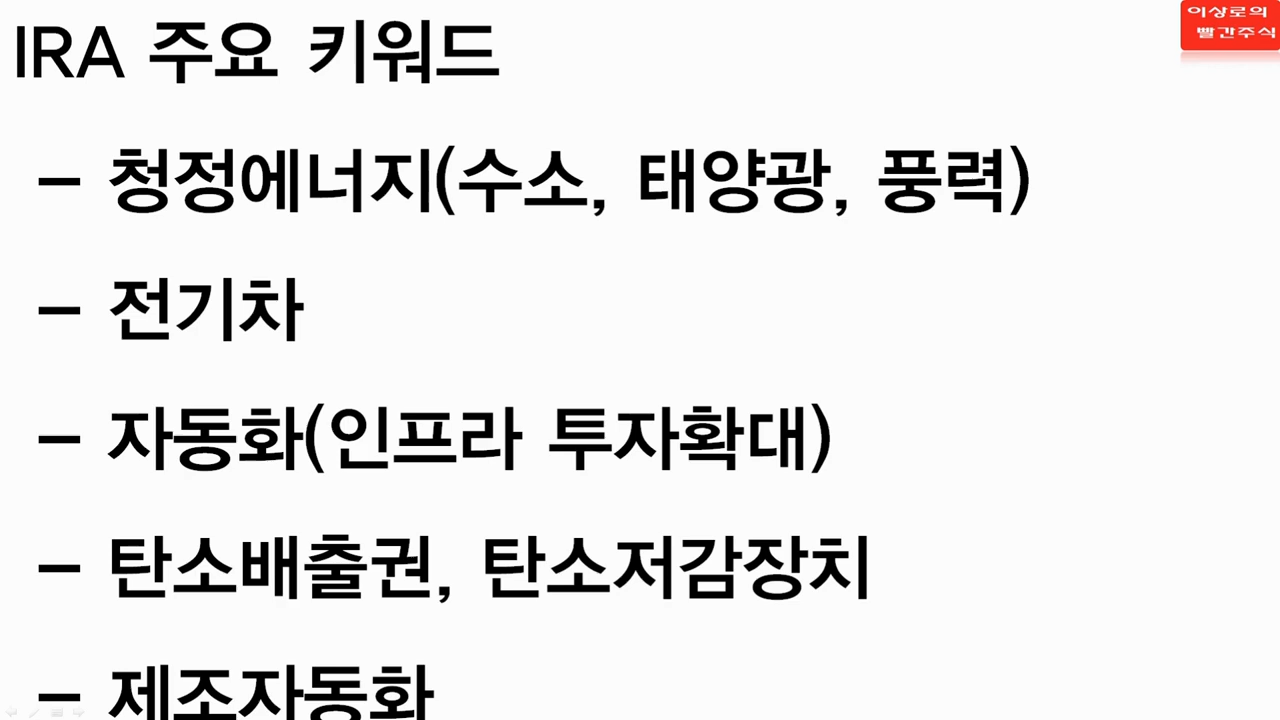 IRA 주요 키워드
이상로의
빨간주식
- 청정에너지(수소, 태양광, 풍력)
- 전기차
- 자동화(인프라 투자확대)
- 탄소배출권, 탄소저감장치
- 제조자동화